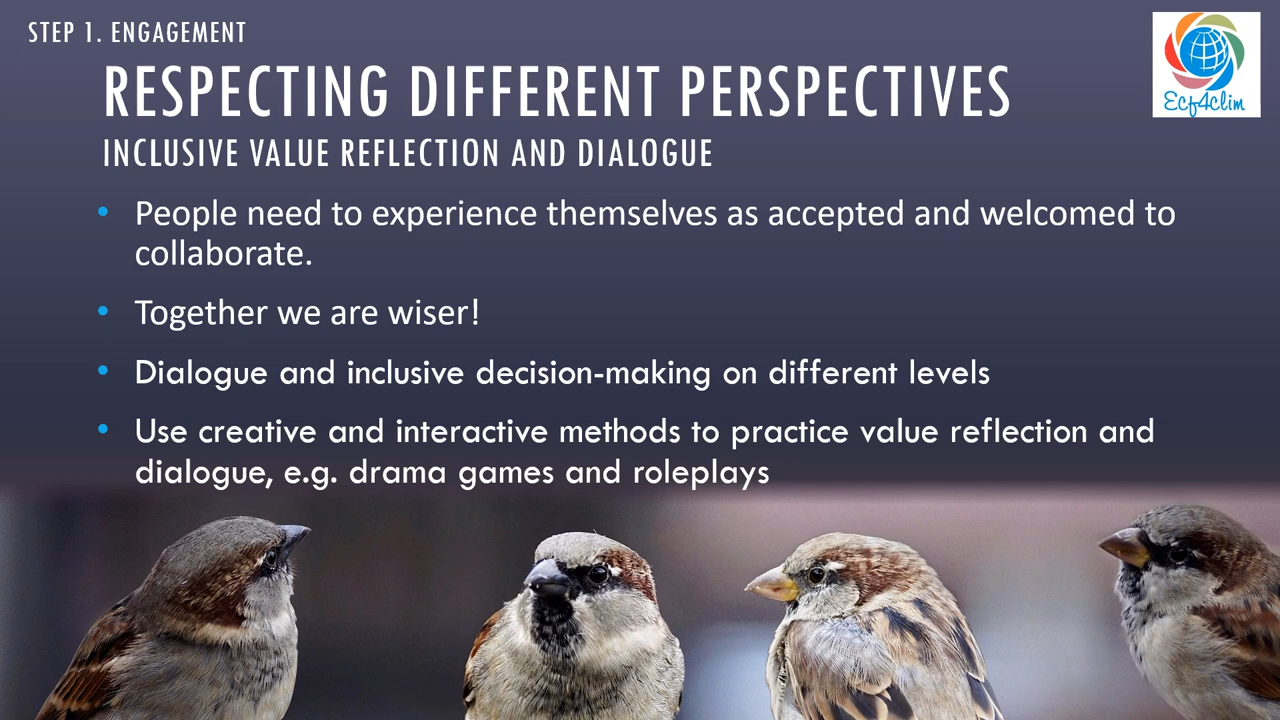 STEP 1. ENGAGEMENT
RESPECTING DIFFERENT PERSPECTIVES
INCLUSIVE VALUE REFLECTION AND DIALOGUE
• People need to experience themselves as accepted and welcomed to
collaborate.
• Together we are wiser!
• Dialogue and inclusive decision-making on different levels
• Use creative and interactive methods to practice value reflection and
dialogue, e.g. drama games and roleplays
Ecf4clim